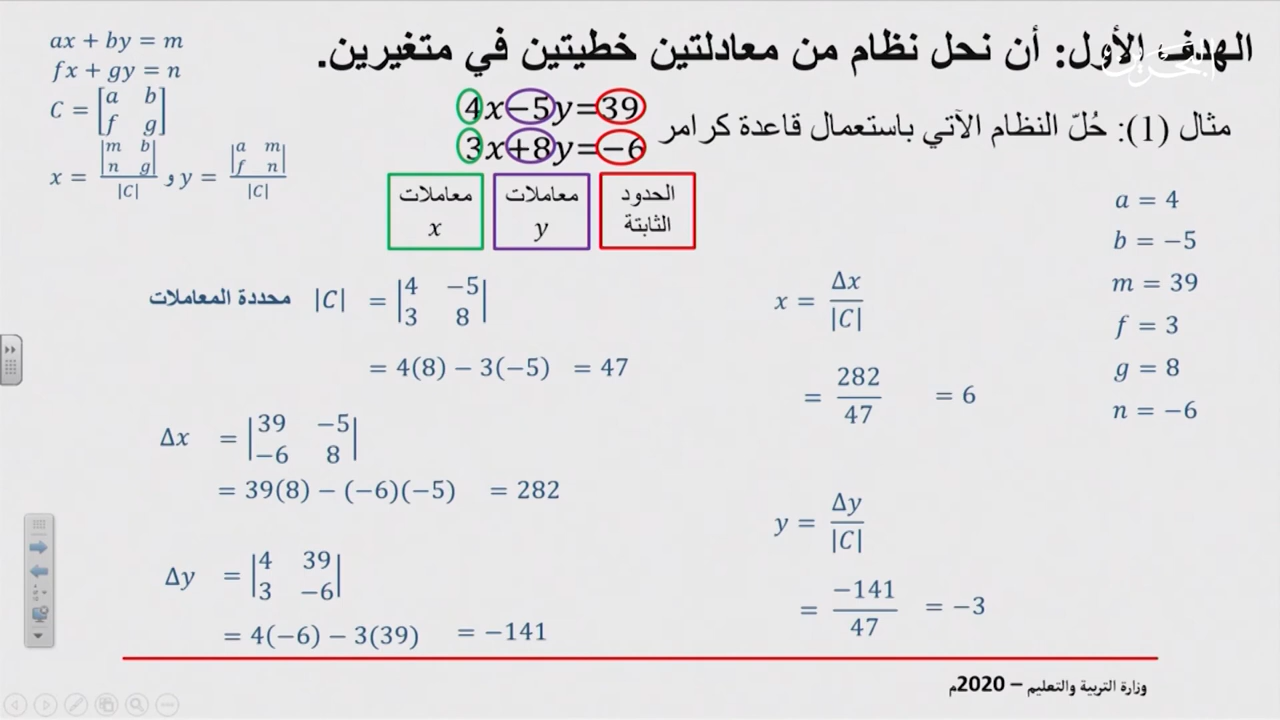 الهدف الأول: أن نحل نظام من معادلتين خطيتين في متغيرين.
البحرين
ax + by = m
fx + gy = n
C = [a b
f g]
x = |m b
n g| / |C| و y = |a m
f n| / |C|
مثال (1): حُلّ النظام الآتي باستعمال قاعدة كرامر
4x−5y=39
3x+8y=−6
الحدود الثابتة
معاملات y
معاملات x
a = 4
b = −5
m = 39
f = 3
g = 8
n = −6
محددة المعاملات |C| = |4 −5
3 8|
= 4(8) − 3(−5) = 47
Δx = |39 −5
−6 8|
= 39(8) − (−6)(−5) = 282
Δy = |4 39
3 −6|
= 4(−6) − 3(39) = −141
x = Δx / |C|
= 282 / 47 = 6
y = Δy / |C|
= −141 / 47 = −3
وزارة التربية والتعليم – 2020م